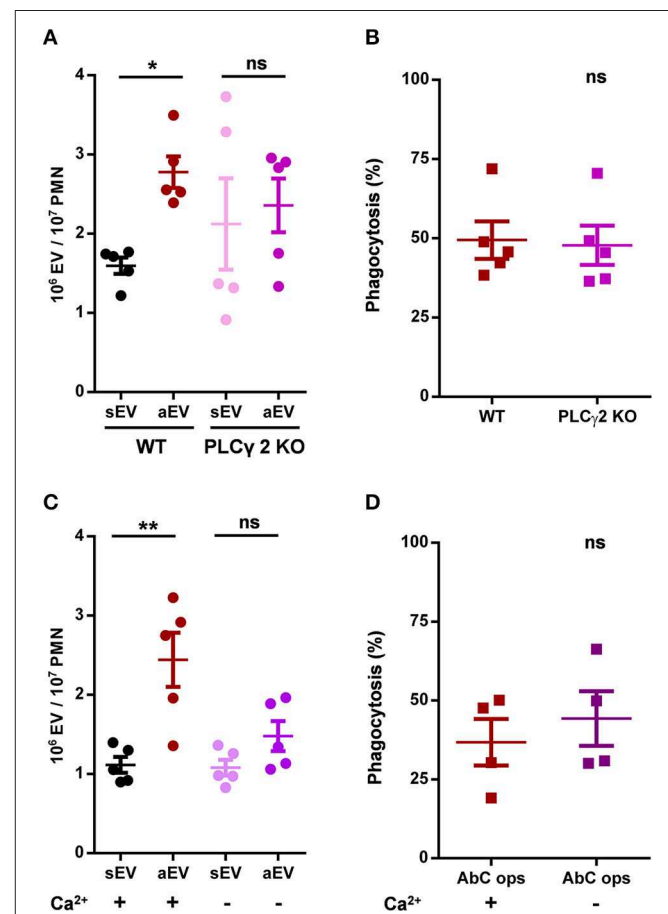 A
* ns
4
3
2
1
0
10⁶ EV / 10⁷ PMN
sEV aEV sEV aEV
WT PLCγ 2 KO
B
ns
100
75
50
25
0
Phagocytosis (%)
WT PLCγ2 KO
C
** ns
4
3
2
1
0
10⁶ EV / 10⁷ PMN
sEV aEV sEV aEV
Ca²⁺ + + - -
D
ns
100
75
50
25
0
Phagocytosis (%)
AbC ops AbC ops
Ca²⁺ + -